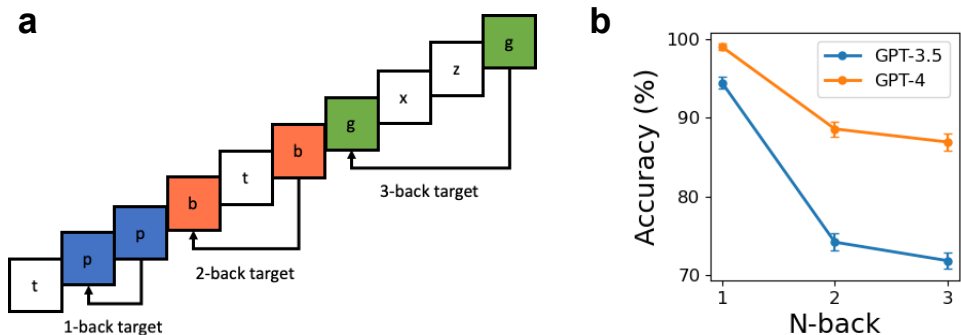 a
t
p
p
b
t
b
g
x
z
g
1-back target
2-back target
3-back target
b
100
90
80
70
Accuracy (%)
1
2
3
N-back
GPT-3.5
GPT-4